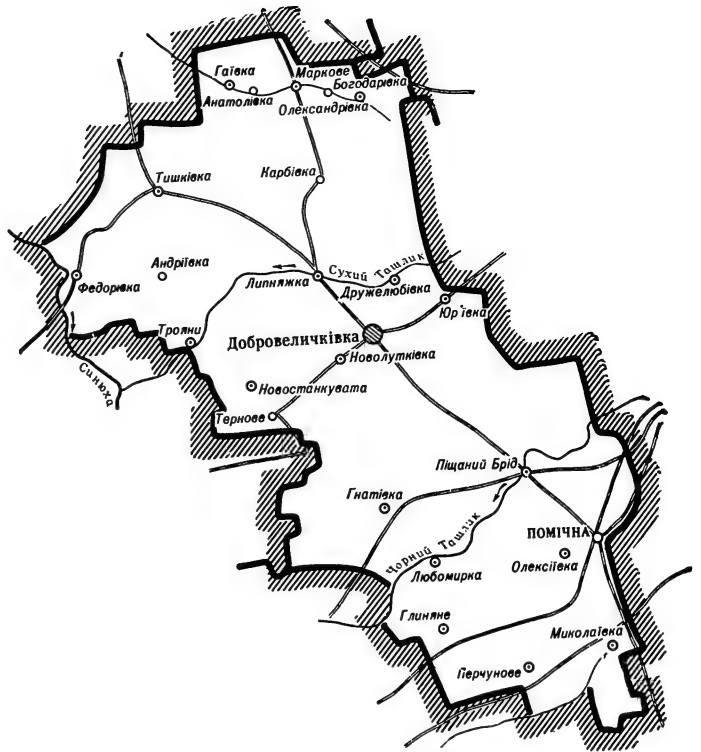 Гаївка
Маркове
Богодарівка
Анатолівка
Олександрівка
Тишківка
Карбівка
Андріївка
Федорівка
Липняжка
Сухий Ташлик
Дружелюбівка
Юр'ївка
Трояни
Добровеличківка
Новолутківка
Синюха
Новостанкувата
Тернове
Піщаний Брід
Гнатівка
Чорний Ташлик
ПОМІЧНА
Любомирка
Олексіївка
Глиняне
Миколаївка
Перчунове